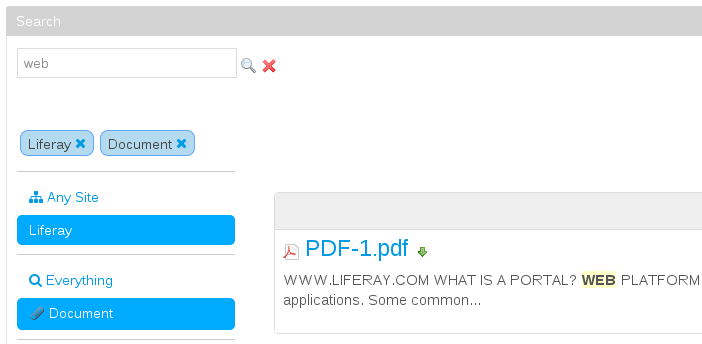 Search
web
Liferay
Document
Any Site
Liferay
Everything
Document
PDF-1.pdf
WWW.LIFERAY.COM WHAT IS A PORTAL? WEB PLATFORM
applications. Some common...